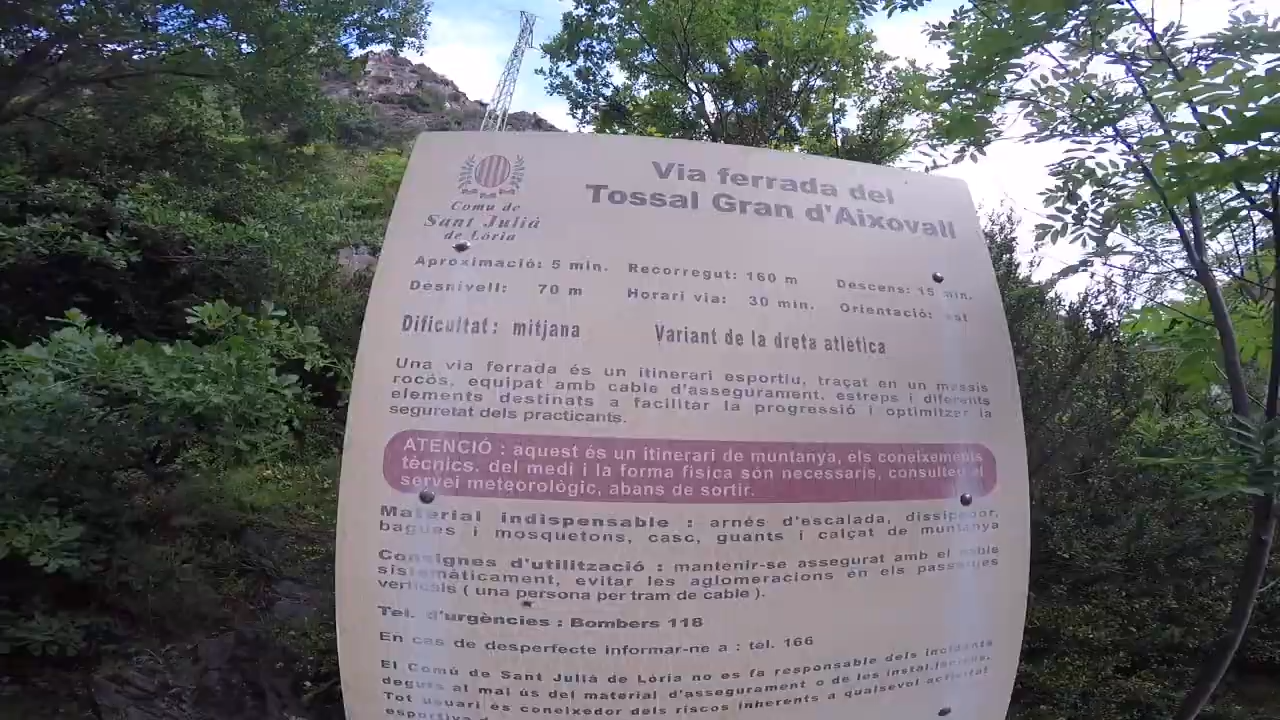 Comu de
Sant Julià
de Lòria
Via ferrada del
Tossal Gran d'Aixovall
Aproximació: 5 min. Recorregut: 160 m Descens: 15 min.
Desnivell: 70 m Horari via: 30 min. Orientació: est
Dificultat: mitjana Variant de la dreta atlètica
Una via ferrada és un itinerari esportiu, traçat en un massís
rocós, equipat amb cable d'assegurament, estreps i diferents
elements destinats a facilitar la progressió i optimitzar la
seguretat dels practicants.
ATENCIÓ : aquest és un itinerari de muntanya, els coneixements
tècnics. del medi i la forma física són necessaris, consulteu el
servei meteorològic, abans de sortir.
Material indispensable : arnés d'escalada, dissipador,
bagues i mosquetons, casc, guants i calçat de muntanya
Consignes d'utilització : mantenir-se assegurat amb el cable
sistemàticament, evitar les aglomeracions en els passatges
verticals ( una persona per tram de cable ).
Tel. d'urgències : Bombers 118
En cas de desperfecte informar-ne a : tel. 166
El Comú de Sant Julià de Lòria no es fa responsable dels incidents
deguts al mal ús del material d'assegurament o de les instal.lacions.
Tot usuari és coneixedor dels riscos inherents a qualsevol activitat
esportiva